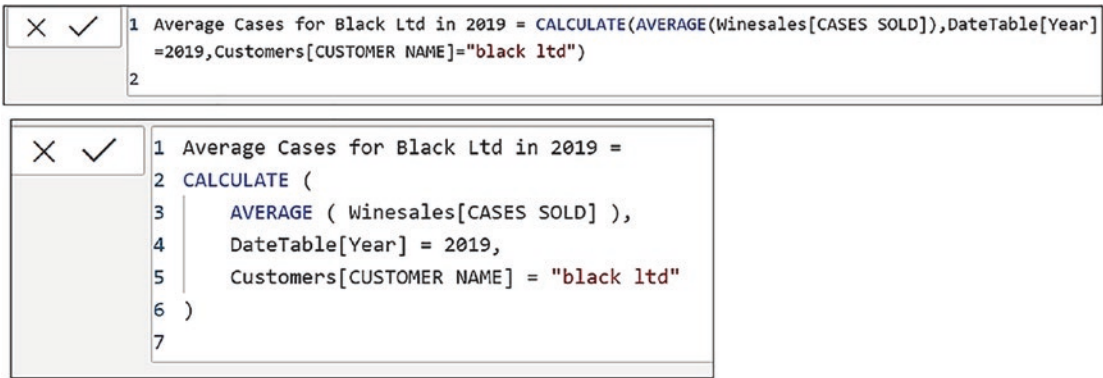 1 Average Cases for Black Ltd in 2019 = CALCULATE(AVERAGE(Winesales[CASES SOLD]),DateTable[Year]
=2019,Customers[CUSTOMER NAME]="black ltd")
2
1 Average Cases for Black Ltd in 2019 =
2 CALCULATE (
3 AVERAGE ( Winesales[CASES SOLD] ),
4 DateTable[Year] = 2019,
5 Customers[CUSTOMER NAME] = "black ltd"
6 )
7